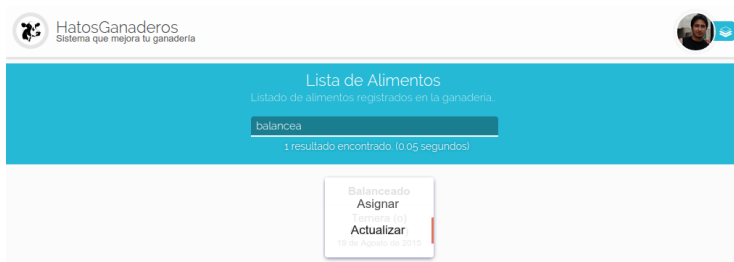 HatosGanaderos
Sistema que mejora tu ganadería
Lista de Alimentos
Listado de alimentos registrados en la ganadería..
balancea
1 resultado encontrado. (0.05 segundos)
Balanceado
Asignar
Ternera (o)
Actualizar
19 de Agosto de 2015